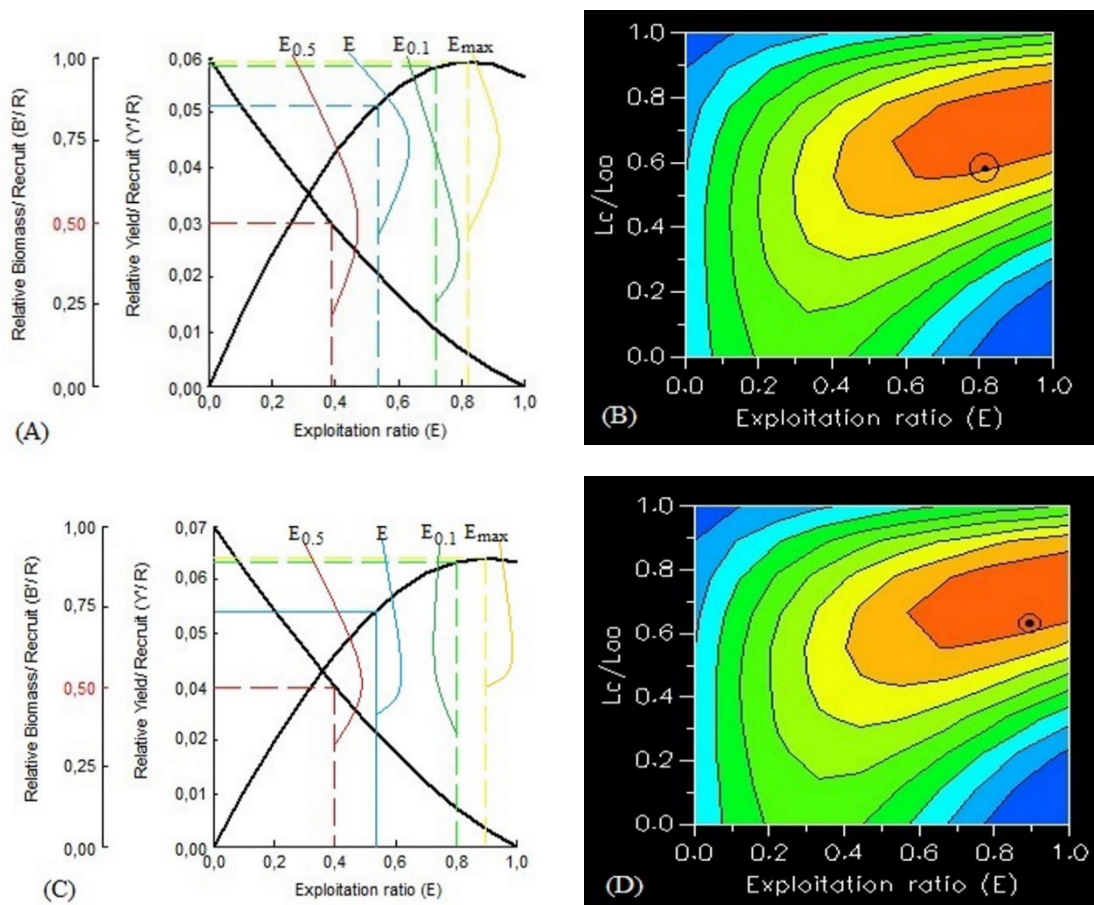 E0.5 E E0.1 Emax
Relative Biomass/ Recruit (B'/ R)
1,00
0,75
0,50
0,25
0,00
Relative Yield/ Recruit (Y'/ R)
0,06
0,05
0,04
0,03
0,02
0,01
0,00
0,0 0,2 0,4 0,6 0,8 1,0
Exploitation ratio (E)
(A)
Lc/Loo
1.0
0.8
0.6
0.4
0.2
0.0
0.0 0.2 0.4 0.6 0.8 1.0
Exploitation ratio (E)
(B)
E0.5 E E0.1 Emax
Relative Biomass/ Recruit (B'/ R)
1,00
0,75
0,50
0,25
0,00
Relative Yield/ Recruit (Y'/ R)
0,07
0,06
0,05
0,04
0,02
0,01
0,00
0,0 0,2 0,4 0,6 0,8 1,0
Exploitation ratio (E)
(C)
Lc/Loo
1.0
0.8
0.6
0.4
0.2
0.0
0.0 0.2 0.4 0.6 0.8 1.0
Exploitation ratio (E)
(D)